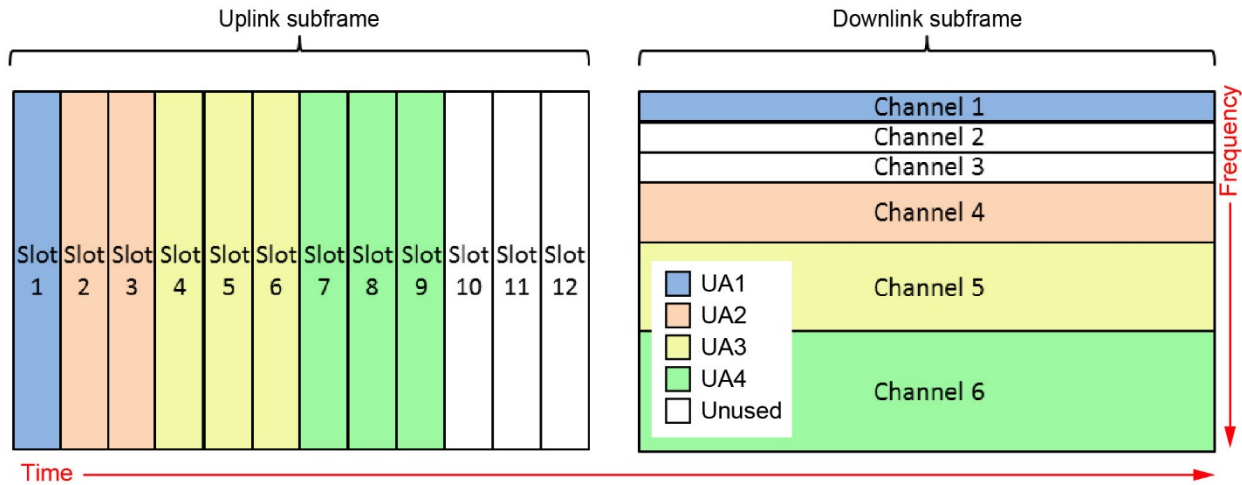 Uplink subframe
Downlink subframe
Slot 1
Slot 2
Slot 3
Slot 4
Slot 5
Slot 6
Slot 7
Slot 8
Slot 9
Slot 10
Slot 11
Slot 12
Channel 1
Channel 2
Channel 3
Channel 4
Channel 5
Channel 6
UA1
UA2
UA3
UA4
Unused
Frequency
Time